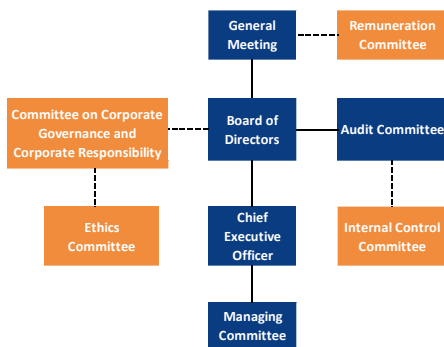 General
Meeting
Remuneration
Committee
Committee on Corporate
Governance and
Corporate Responsibility
Board of
Directors
Audit Committee
Ethics
Committee
Chief
Executive
Officer
Internal Control
Committee
Managing
Committee